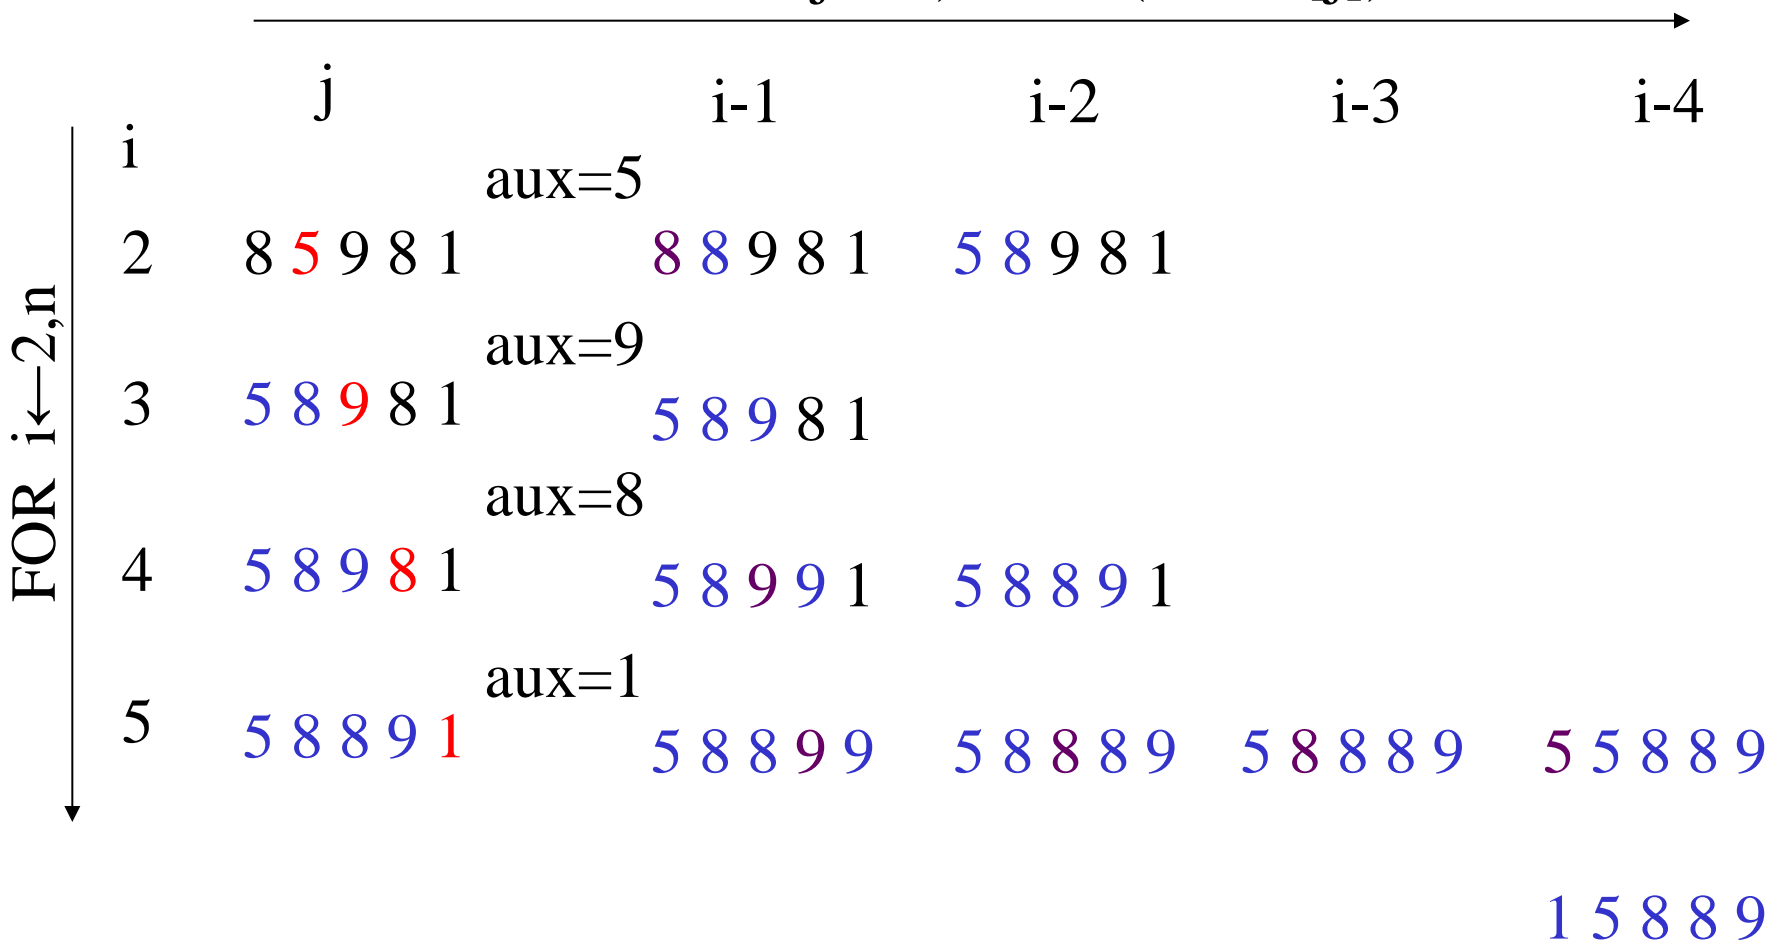 j i-1 i-2 i-3 i-4
i
aux=5
2 8 5 9 8 1 8 8 9 8 1 5 8 9 8 1
aux=9
3 5 8 9 8 1 5 8 9 8 1
aux=8
4 5 8 9 8 1 5 8 9 9 1 5 8 8 9 1
aux=1
5 5 8 8 9 1 5 8 8 9 9 5 8 8 8 9 5 8 8 8 9 5 5 8 8 9
1 5 8 8 9
FOR i←2,n